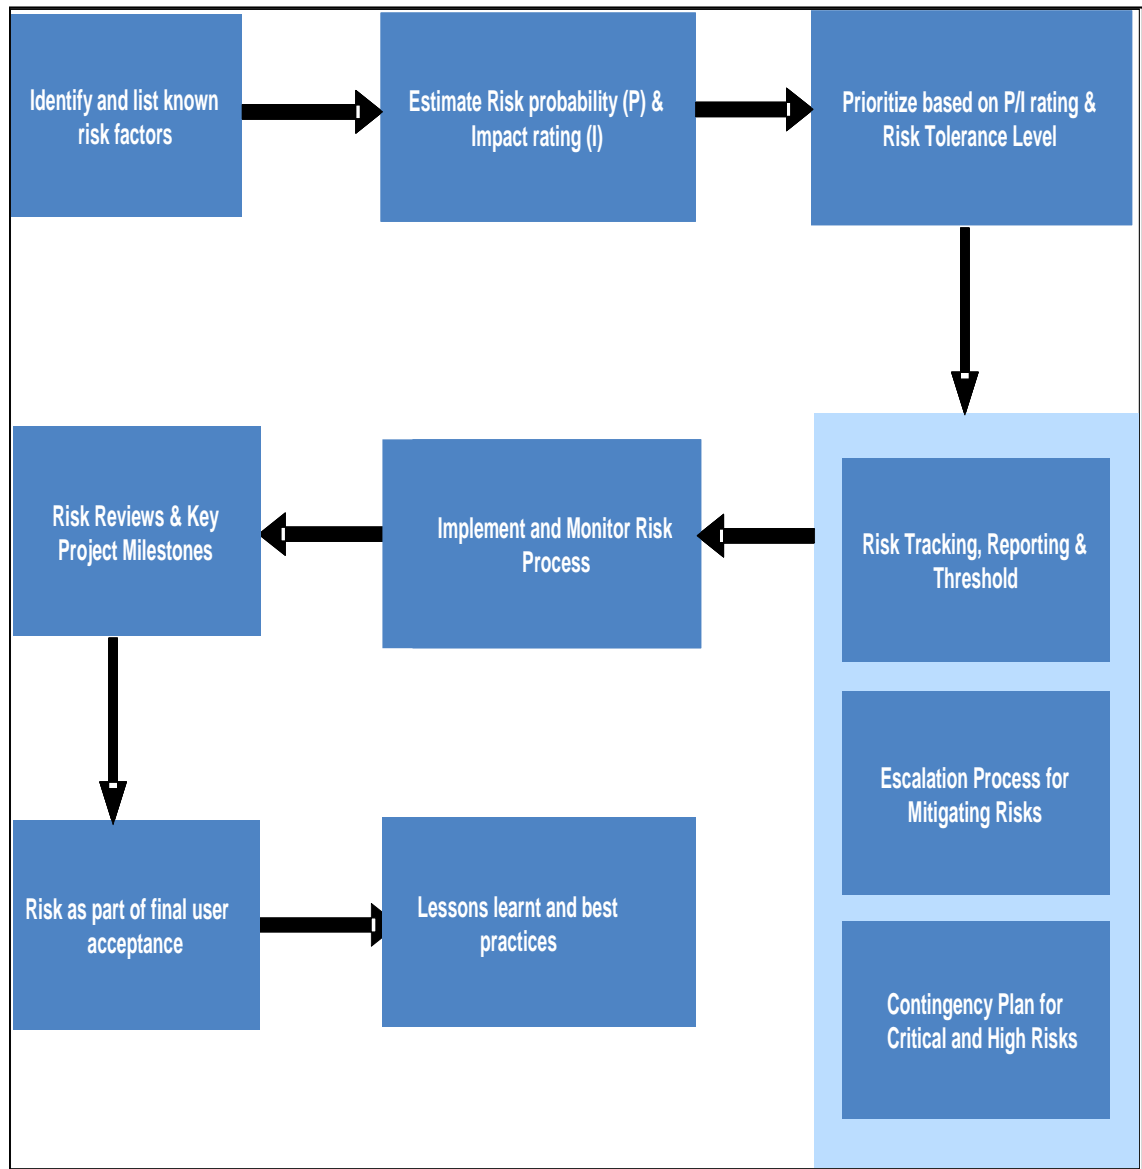 Identify and list known
risk factors
Estimate Risk probability (P) &
Impact rating (I)
Prioritize based on P/I rating &
Risk Tolerance Level
Risk Tracking, Reporting &
Threshold
Escalation Process for
Mitigating Risks
Contingency Plan for
Critical and High Risks
Implement and Monitor Risk
Process
Risk Reviews & Key
Project Milestones
Risk as part of final user
acceptance
Lessons learnt and best
practices